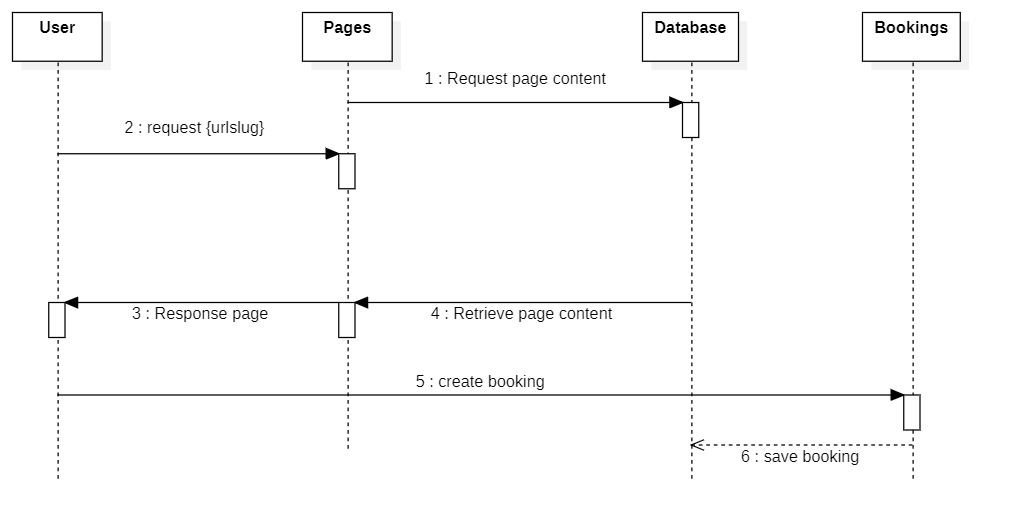 User
Pages
Database
Bookings
1 : Request page content
2 : request {urlslug}
3 : Response page
4 : Retrieve page content
5 : create booking
6 : save booking